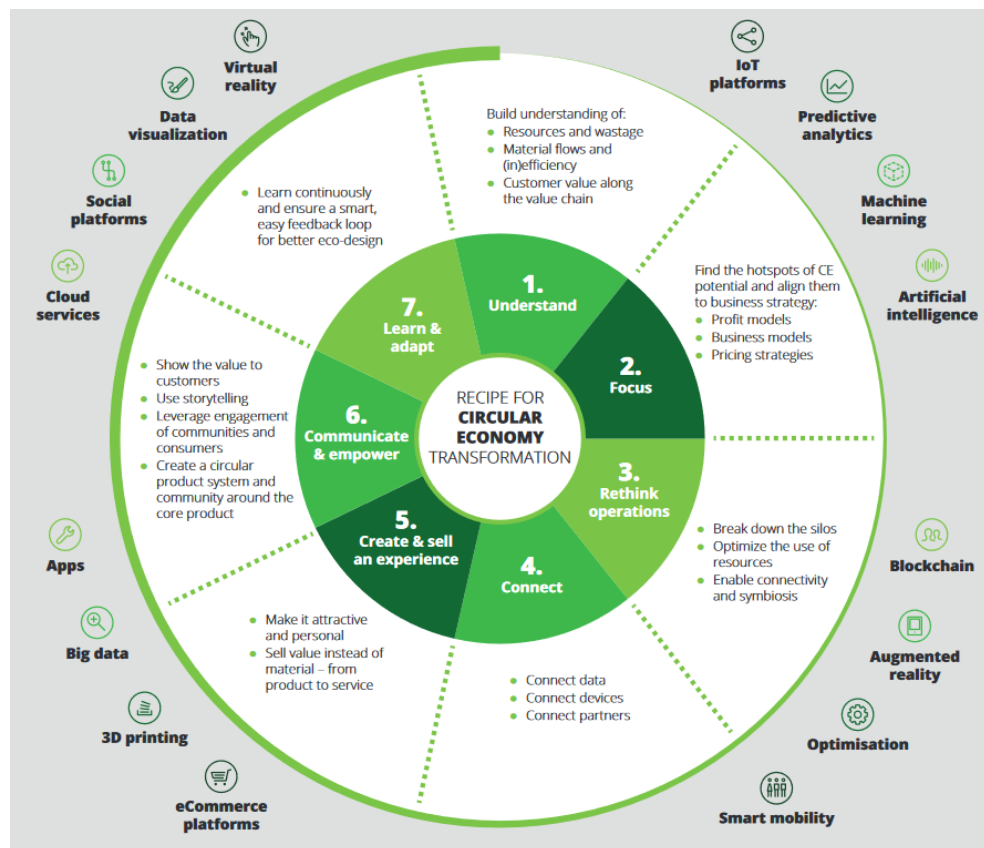 RECIPE FOR
CIRCULAR
ECONOMY
TRANSFORMATION
1.
Understand
Build understanding of:
Resources and wastage
Material flows and
(in)efficiency
Customer value along
the value chain
2.
Focus
Find the hotspots of CE
potential and align them
to business strategy:
Profit models
Business models
Pricing strategies
3.
Rethink
operations
Break down the silos
Optimize the use of
resources
Enable connectivity
and symbiosis
4.
Connect
Connect data
Connect devices
Connect partners
5.
Create & sell
an experience
Make it attractive
and personal
Sell value instead of
material – from
product to service
6.
Communicate
& empower
Show the value to
customers
Use storytelling
Leverage engagement
of communities and
consumers
Create a circular
product system and
community around the
core product
7.
Learn &
adapt
Learn continuously
and ensure a smart,
easy feedback loop
for better eco-design
IoT
platforms
Predictive
analytics
Machine
learning
Artificial
intelligence
Blockchain
Augmented
reality
Optimisation
Smart mobility
eCommerce
platforms
3D printing
Big data
Apps
Cloud
services
Social
platforms
Data
visualization
Virtual
reality